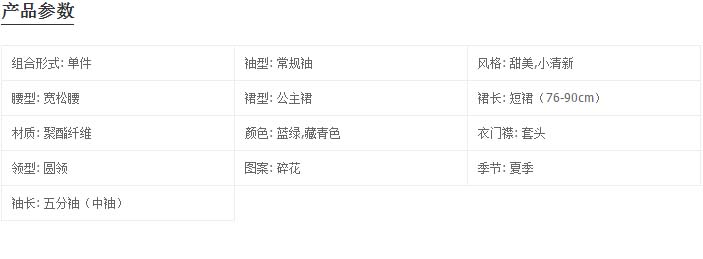 产品参数
组合形式: 单件 袖型: 常规袖 风格: 甜美,小清新
腰型: 宽松腰 裙型: 公主裙 裙长: 短裙（76-90cm）
材质: 聚酯纤维 颜色: 蓝绿,藏青色 衣门襟: 套头
领型: 圆领 图案: 碎花 季节: 夏季
袖长: 五分袖（中袖）